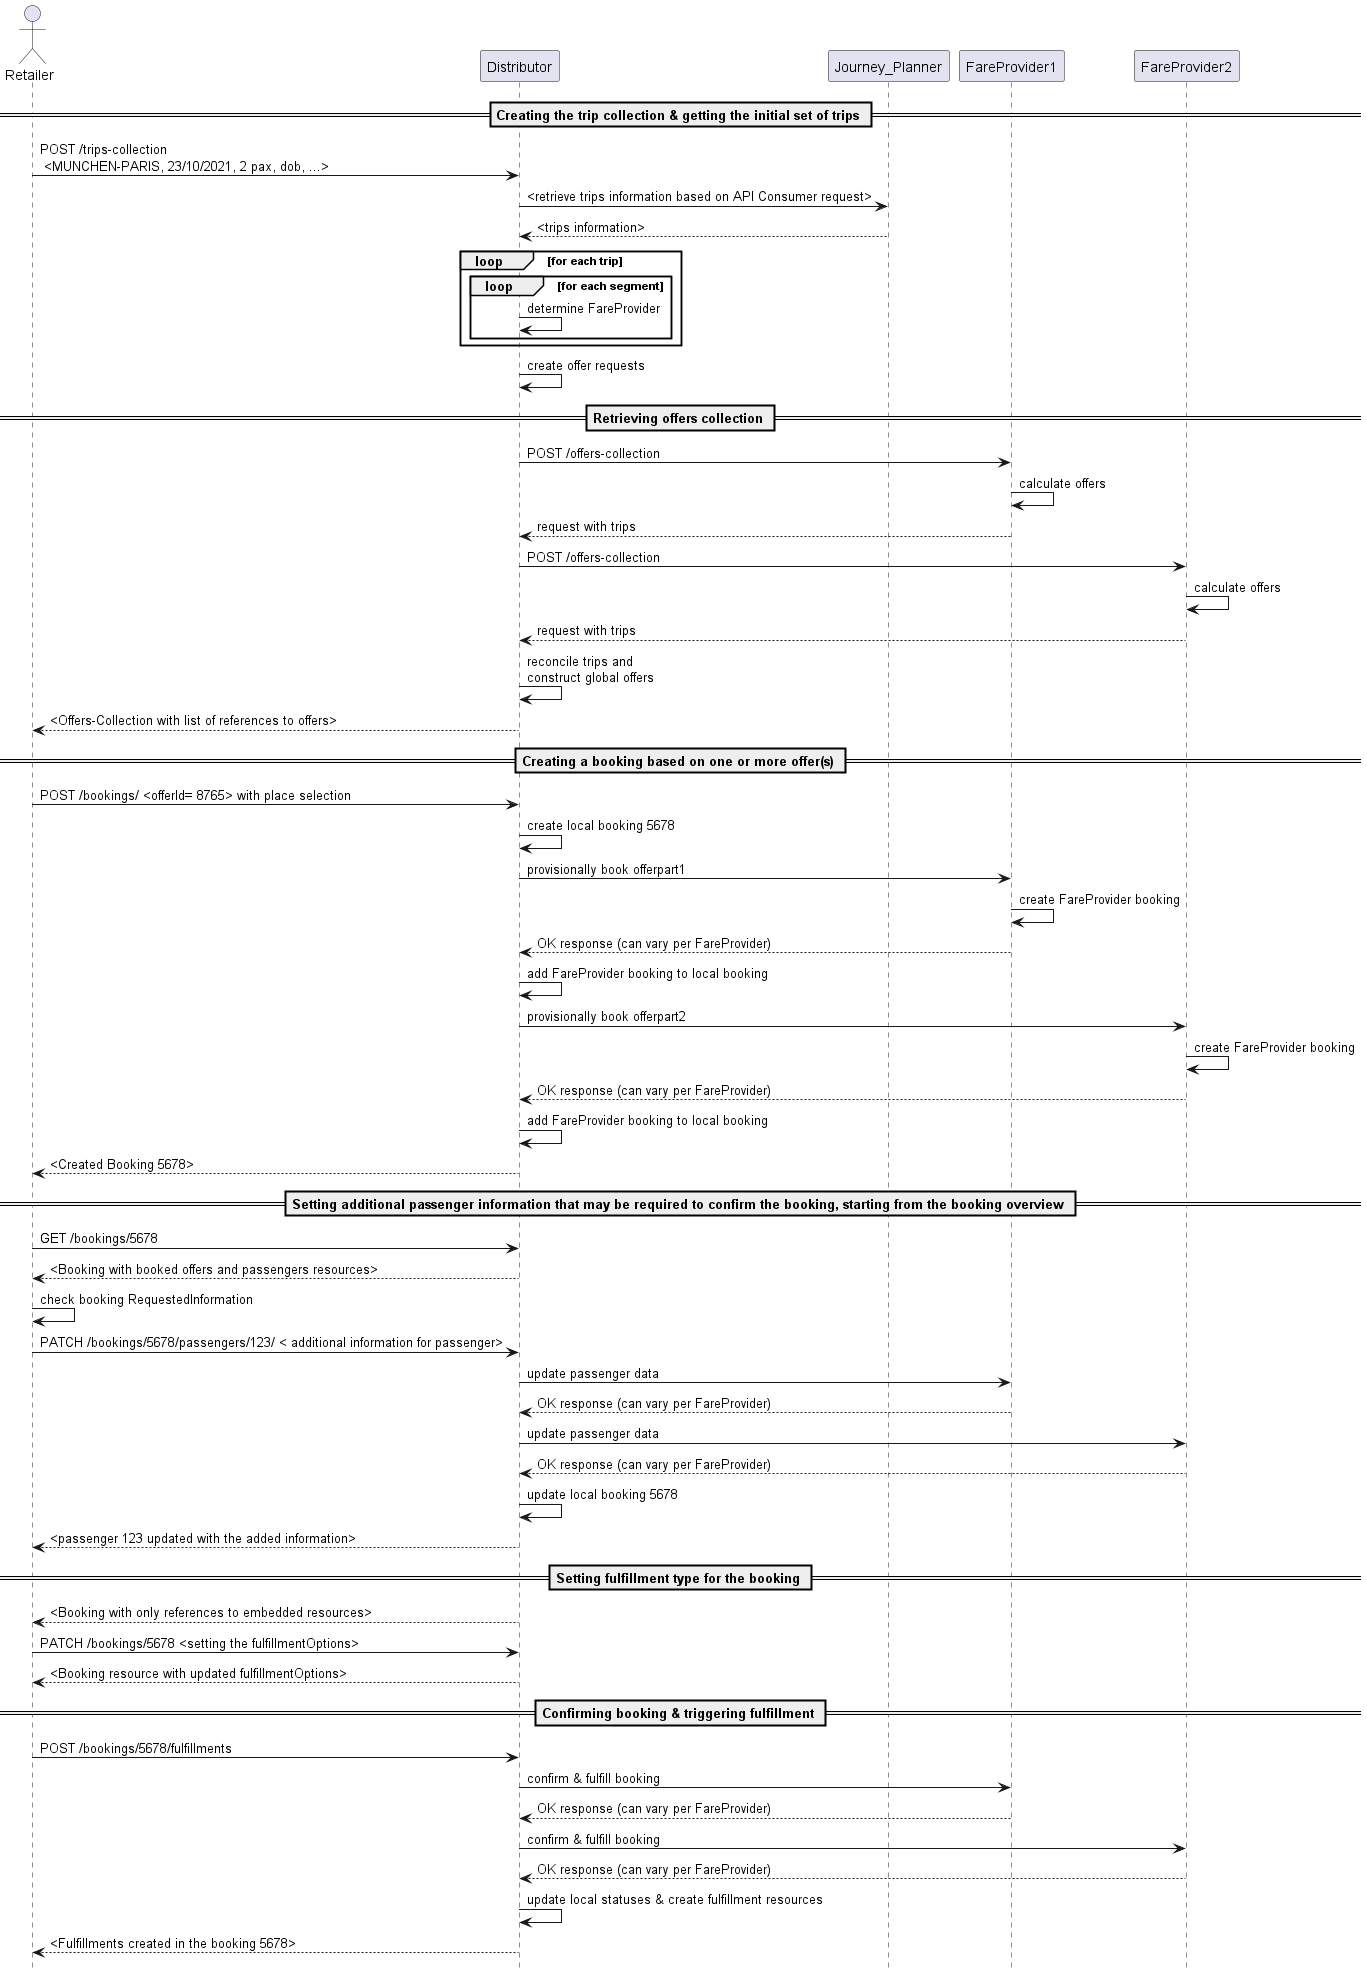 Retailer
Distributor
Journey_Planner
FareProvider1
FareProvider2
Creating the trip collection & getting the initial set of trips
POST /trips-collection
<MUNCHEN-PARIS, 23/10/2021, 2 pax, dob, ...>
<retrieve trips information based on API Consumer request>
<trips information>
loop [for each trip]
loop [for each segment]
determine FareProvider
create offer requests
Retrieving offers collection
POST /offers-collection
calculate offers
request with trips
POST /offers-collection
calculate offers
request with trips
reconcile trips and
construct global offers
<Offers-Collection with list of references to offers>
Creating a booking based on one or more offer(s)
POST /bookings/ <offerId= 8765> with place selection
create local booking 5678
provisionally book offerpart1
create FareProvider booking
OK response (can vary per FareProvider)
add FareProvider booking to local booking
provisionally book offerpart2
create FareProvider booking
OK response (can vary per FareProvider)
add FareProvider booking to local booking
<Created Booking 5678>
Setting additional passenger information that may be required to confirm the booking, starting from the booking overview
GET /bookings/5678
<Booking with booked offers and passengers resources>
check booking RequestedInformation
PATCH /bookings/5678/passengers/123/ < additional information for passenger>
update passenger data
OK response (can vary per FareProvider)
update passenger data
OK response (can vary per FareProvider)
update local booking 5678
<passenger 123 updated with the added information>
Setting fulfillment type for the booking
<Booking with only references to embedded resources>
PATCH /bookings/5678 <setting the fulfillmentOptions>
<Booking resource with updated fulfillmentOptions>
Confirming booking & triggering fulfillment
POST /bookings/5678/fulfillments
confirm & fulfill booking
OK response (can vary per FareProvider)
confirm & fulfill booking
OK response (can vary per FareProvider)
update local statuses & create fulfillment resources
<Fulfillments created in the booking 5678>